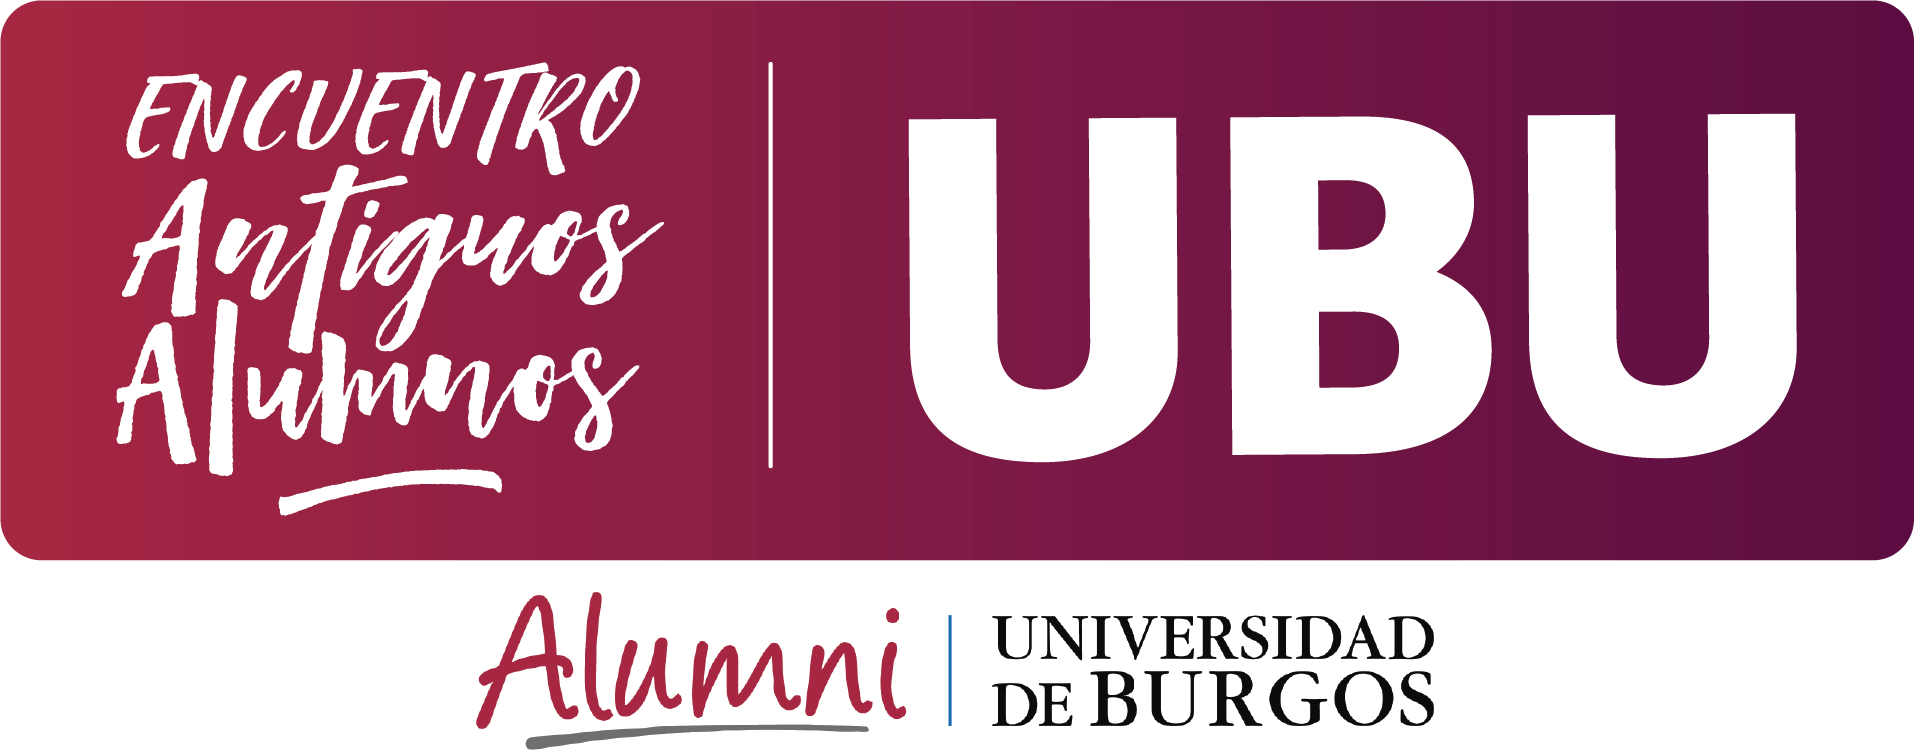 ENCUENTRO
Antiguos
Alumnos
UBU
Alumni
UNIVERSIDAD
DE BURGOS